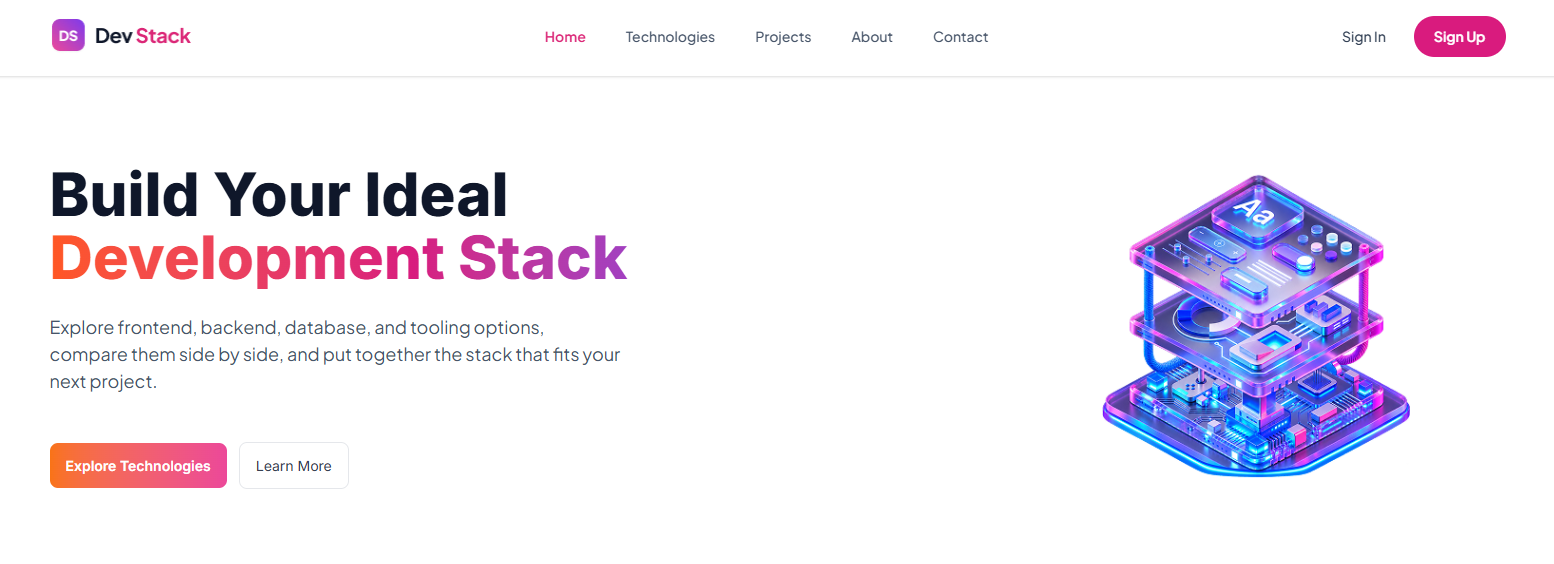 DS Dev Stack
Home
Technologies
Projects
About
Contact
Sign In
Sign Up
Build Your Ideal
Development Stack
Explore frontend, backend, database, and tooling options,
compare them side by side, and put together the stack that fits your
next project.
Explore Technologies
Learn More
Aa